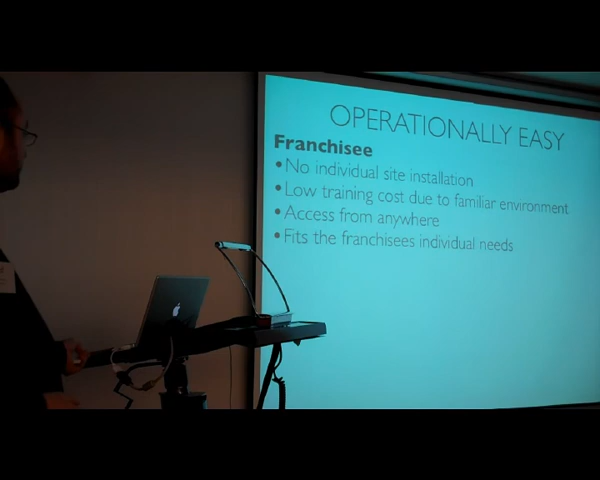 OPERATIONALLY EASY
Franchisee
•No individual site installation
•Low training cost due to familiar environment
•Access from anywhere
•Fits the franchisees individual needs